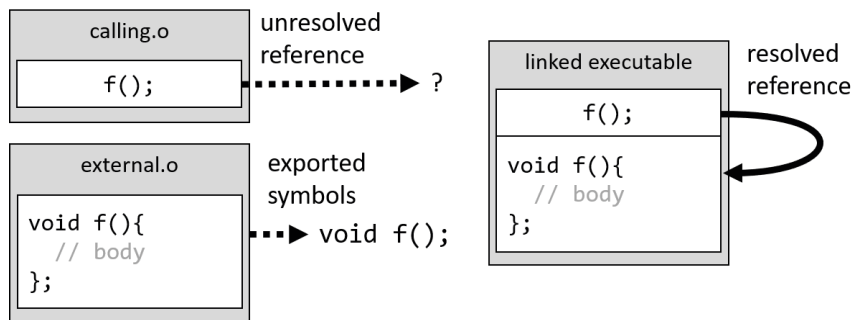 calling.o
f();
unresolved
reference
?
external.o
void f(){
// body
};
exported
symbols
void f();
linked executable
f();
void f(){
// body
};
resolved
reference